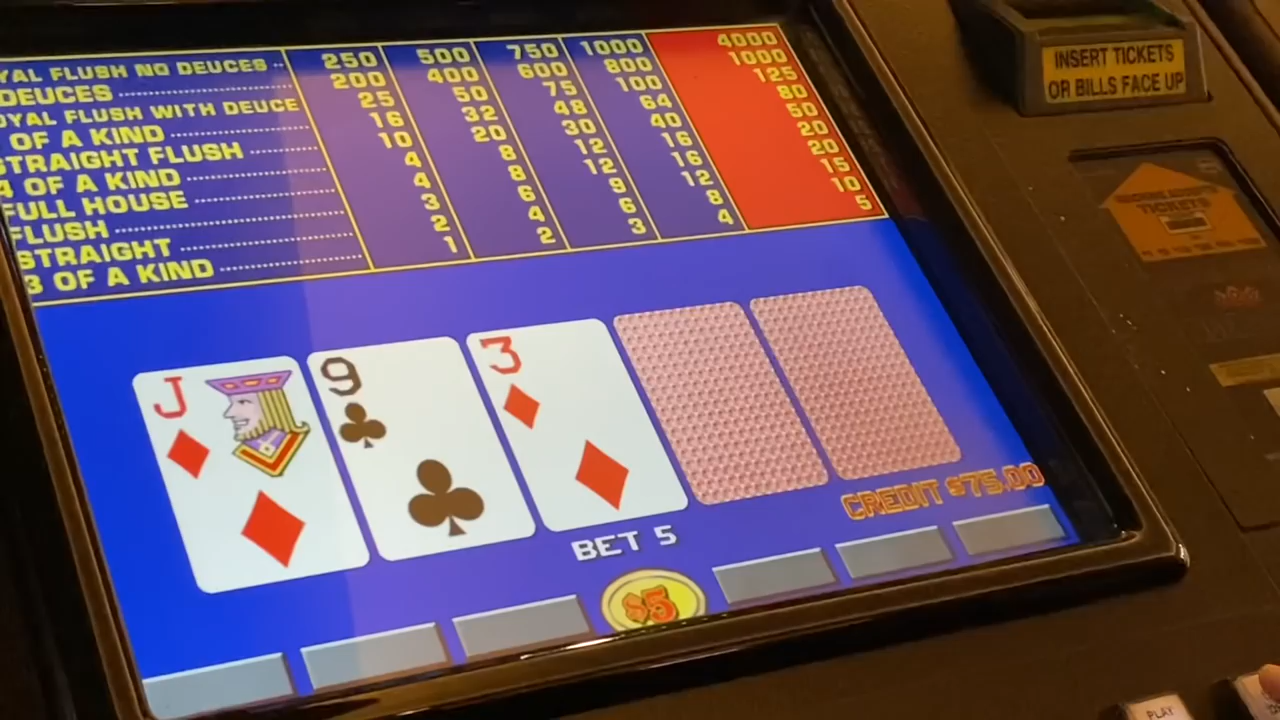 YAL FLUSH NO DEUCES .. 250 500 750 1000 4000
DEUCES 200 400 600 800 1000
OYAL FLUSH WITH DEUCE 25 50 75 100 125
OF A KIND 16 32 48 64 80
STRAIGHT FLUSH 10 20 30 40 50
4 OF A KIND 4 8 12 16 20
FULL HOUSE 4 8 12 16 20
FLUSH 3 6 9 12 15
STRAIGHT 2 4 6 8 10
3 OF A KIND 1 2 3 4 5
INSERT TICKETS
OR BILLS FACE UP
TICKETS
J
9
3
CREDIT $75.00
BET 5
$5
PLAY